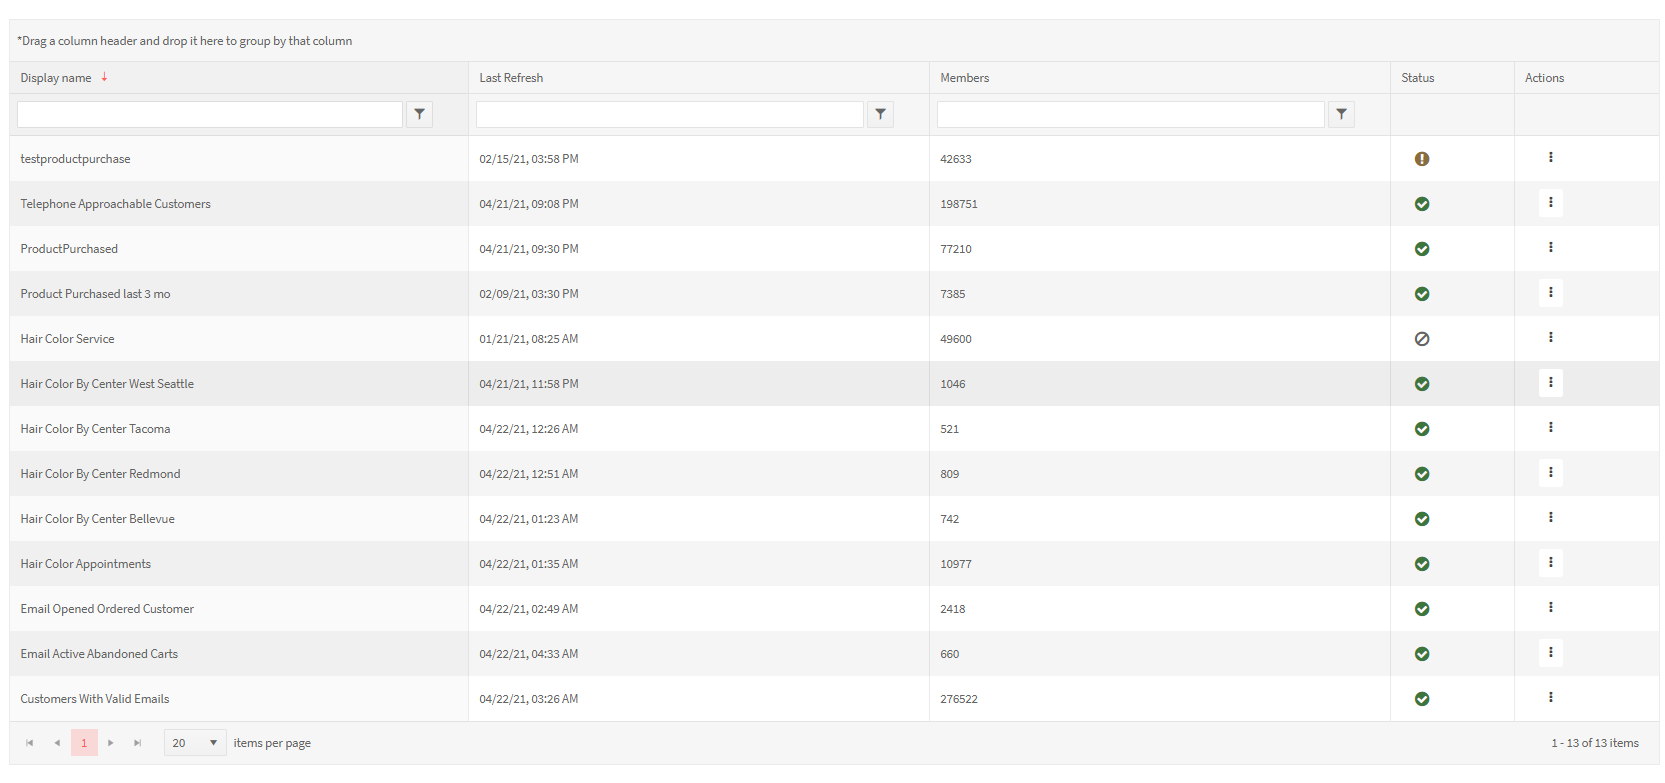 *Drag a column header and drop it here to group by that column
Display name Last Refresh Members Status Actions
testproductpurchase 02/15/21, 03:58 PM 42633
Telephone Approachable Customers 04/21/21, 09:08 PM 198751
ProductPurchased 04/21/21, 09:30 PM 77210
Product Purchased last 3 mo 02/09/21, 03:30 PM 7385
Hair Color Service 01/21/21, 08:25 AM 49600
Hair Color By Center West Seattle 04/21/21, 11:58 PM 1046
Hair Color By Center Tacoma 04/22/21, 12:26 AM 521
Hair Color By Center Redmond 04/22/21, 12:51 AM 809
Hair Color By Center Bellevue 04/22/21, 01:23 AM 742
Hair Color Appointments 04/22/21, 01:35 AM 10977
Email Opened Ordered Customer 04/22/21, 02:49 AM 2418
Email Active Abandoned Carts 04/22/21, 04:33 AM 660
Customers With Valid Emails 04/22/21, 03:26 AM 276522
1 20 items per page 1 - 13 of 13 items